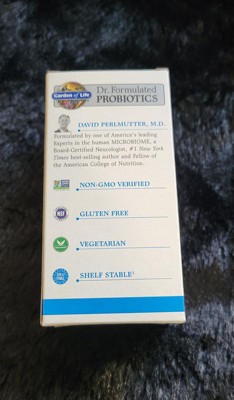 Garden of Life
Dr. Formulated
PROBIOTICS
DAVID PERLMUTTER, M.D.
Formulated by one of America's leading
Experts in the human MICROBIOME, a
Board-Certified Neurologist, #1 New York
Times best-selling author and Fellow of
the American College of Nutrition.
NON-GMO VERIFIED
NSF
GLUTEN FREE
VEGETARIAN
SHELF STABLE†